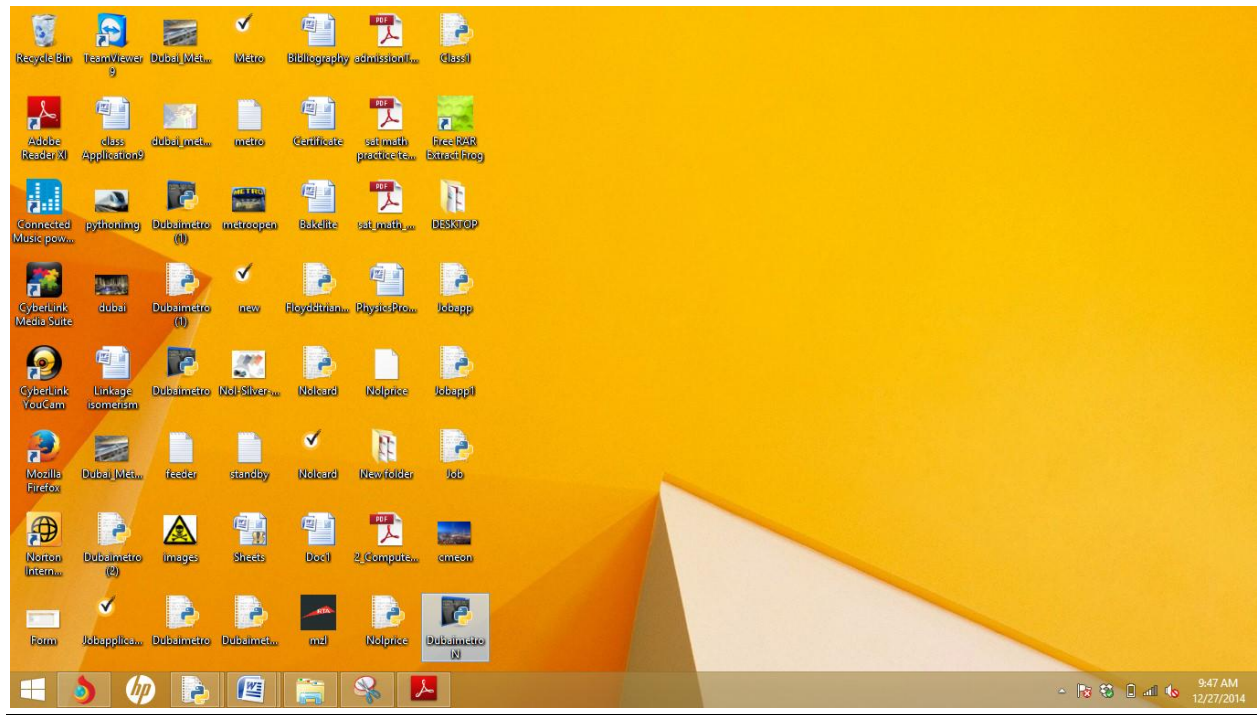 Recycle Bin
TeamViewer
9
Dubai_Met...
Metro
Bibliography
admissionti...
Class1
Adobe
Reader XI
class
Application9
dubai_met...
metro
Certificate
sat math
practice te...
Free RAR
Extract Frog
Connected
Music pow...
pythonimg
Dubaimetro
(1)
metroopen
Bakelite
sat_math_...
DESKTOP
CyberLink
Media Suite
dubai
Dubaimetro
(1)
new
Floyddtrian...
PhysicsPro...
Jobapp
CyberLink
YouCam
Linkage
isomerism
Dubaimetro
Nol-Silver-...
Nolcard
Nolprice
Jobapp1
Mozilla
Firefox
Dubai_Met...
feeder
standby
Nolcard
New folder
Job
Norton
Intern...
Dubaimetro
(2)
images
Sheets
Doc1
2_Compute...
emeon
Form
Jobapplica...
Dubaimetro
Dubaimet...
mzl
Nolprice
Dubaimetro
N
9:47 AM
12/27/2014